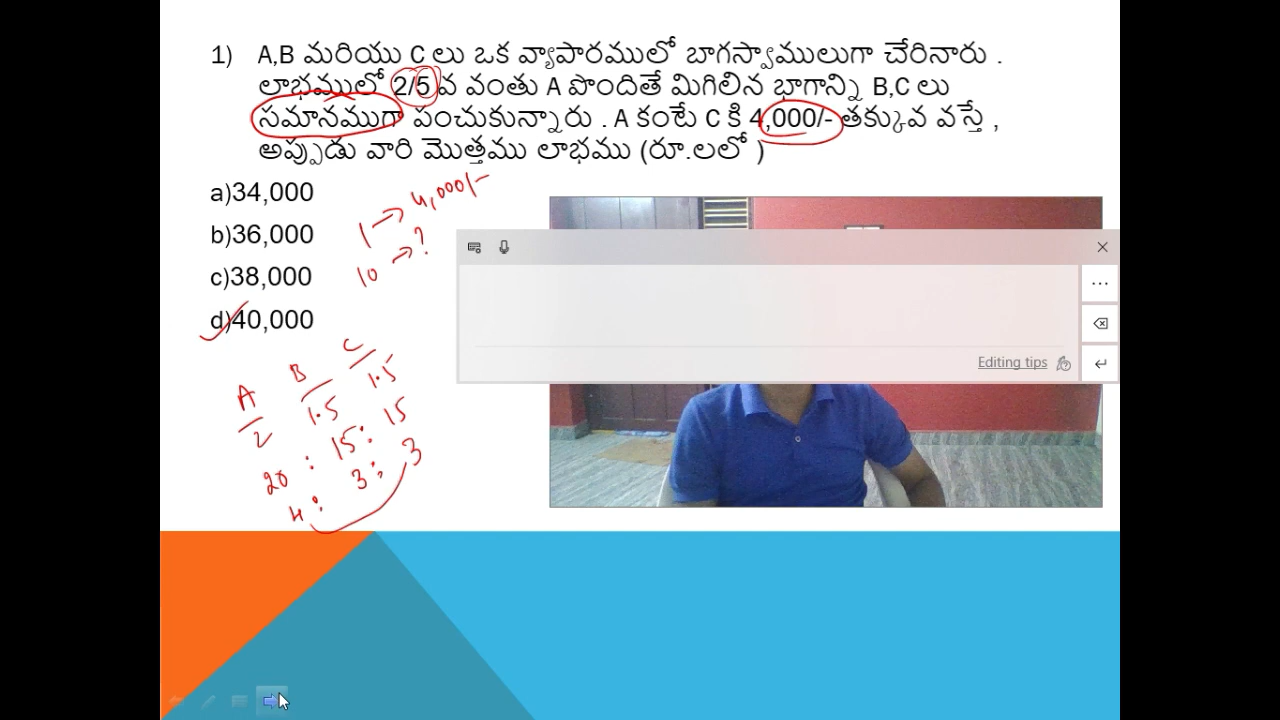 1) A,B మరియు C లు ఒక వ్యాపారములో బాగస్వాములుగా చేరినారు .
లాభములో 2/5 వ వంతు A పొందితే మిగిలిన భాగాన్ని B,C లు
సమానముగా పంచుకున్నారు . A కంటే C కి 4,000/- తక్కువ వస్తే ,
అప్పుడు వారి మొత్తము లాభము (రూ.లలో )
a)34,000
b)36,000
c)38,000
d)40,000
1 → 4,000/-
10 → ?
A B C
2 1.5 1.5
20 : 15 : 15
4 : 3 : 3
Editing tips